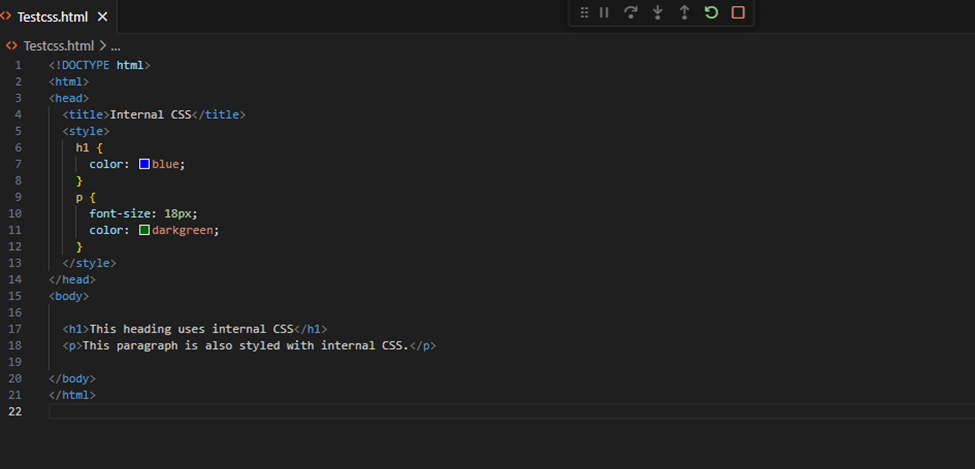 Testcss.html
Testcss.html > ...
1 <!DOCTYPE html>
2 <html>
3 <head>
4   <title>Internal CSS</title>
5   <style>
6     h1 {
7       color: blue;
8     }
9     p {
10       font-size: 18px;
11       color: darkgreen;
12     }
13   </style>
14 </head>
15 <body>
16
17   <h1>This heading uses internal CSS</h1>
18   <p>This paragraph is also styled with internal CSS.</p>
19
20 </body>
21 </html>
22